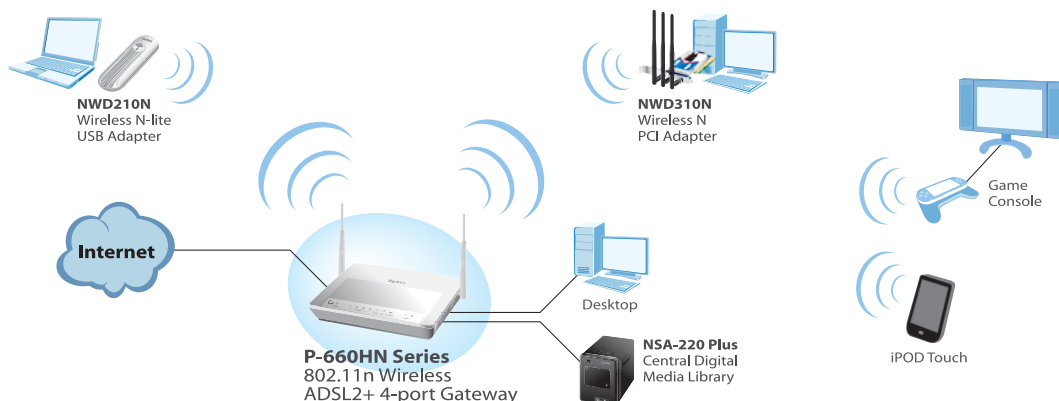 NWD210N
Wireless N-lite
USB Adapter
NWD310N
Wireless N
PCI Adapter
Game
Console
Internet
ZyXEL
Desktop
iPOD Touch
P-660HN Series
802.11n Wireless
ADSL2+ 4-port Gateway
NSA-220 Plus
Central Digital
Media Library